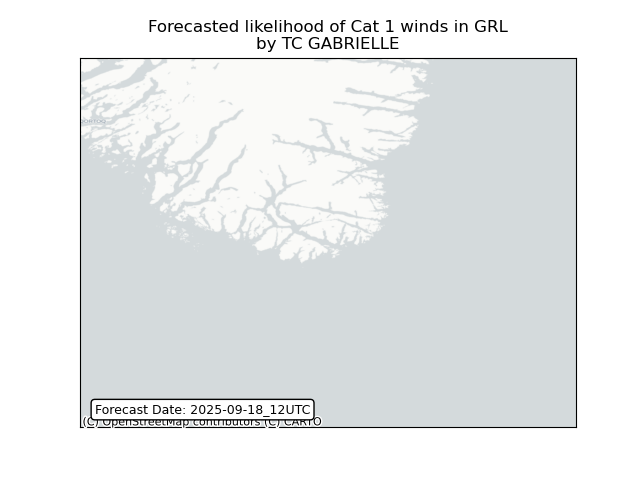 Forecasted likelihood of Cat 1 winds in GRL
by TC GABRIELLE
Forecast Date: 2025-09-18_12UTC
(C) OpenStreetMap contributors (C) CARTO